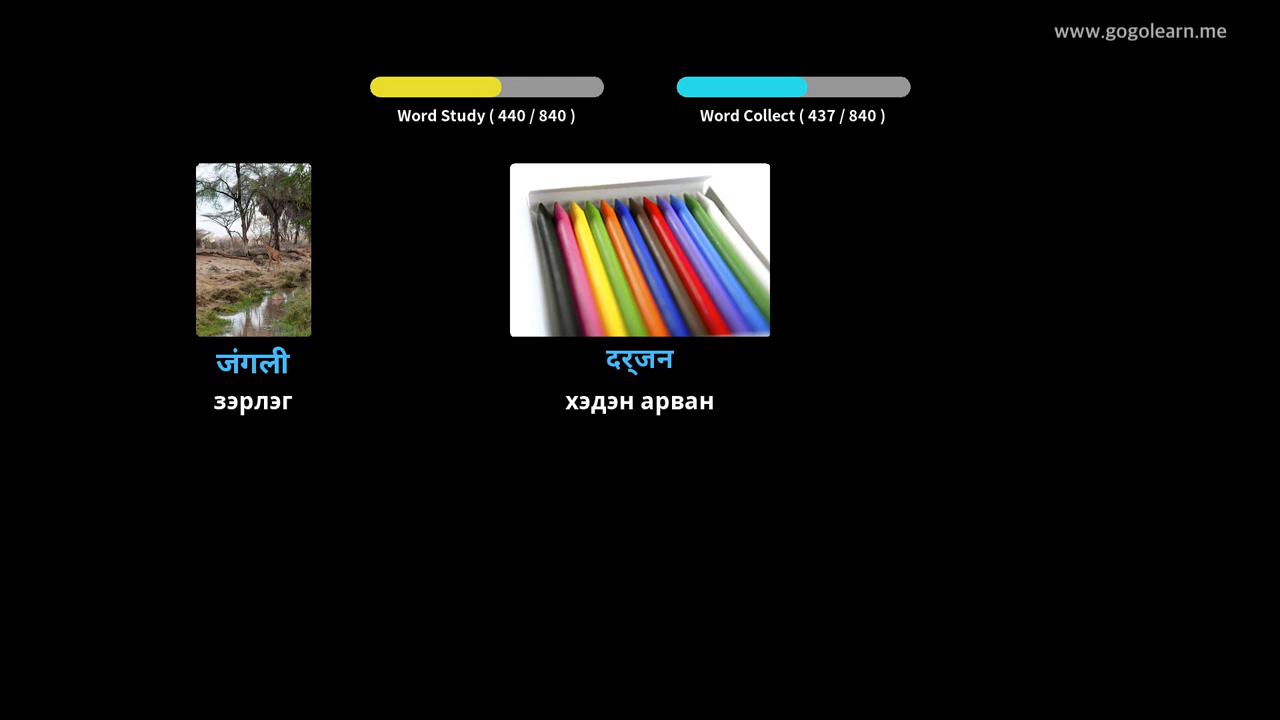 www.gogolearn.me
Word Study ( 440 / 840 )
Word Collect ( 437 / 840 )
जंगली
зэрлэг
दर्‌जन
хэдэн арван